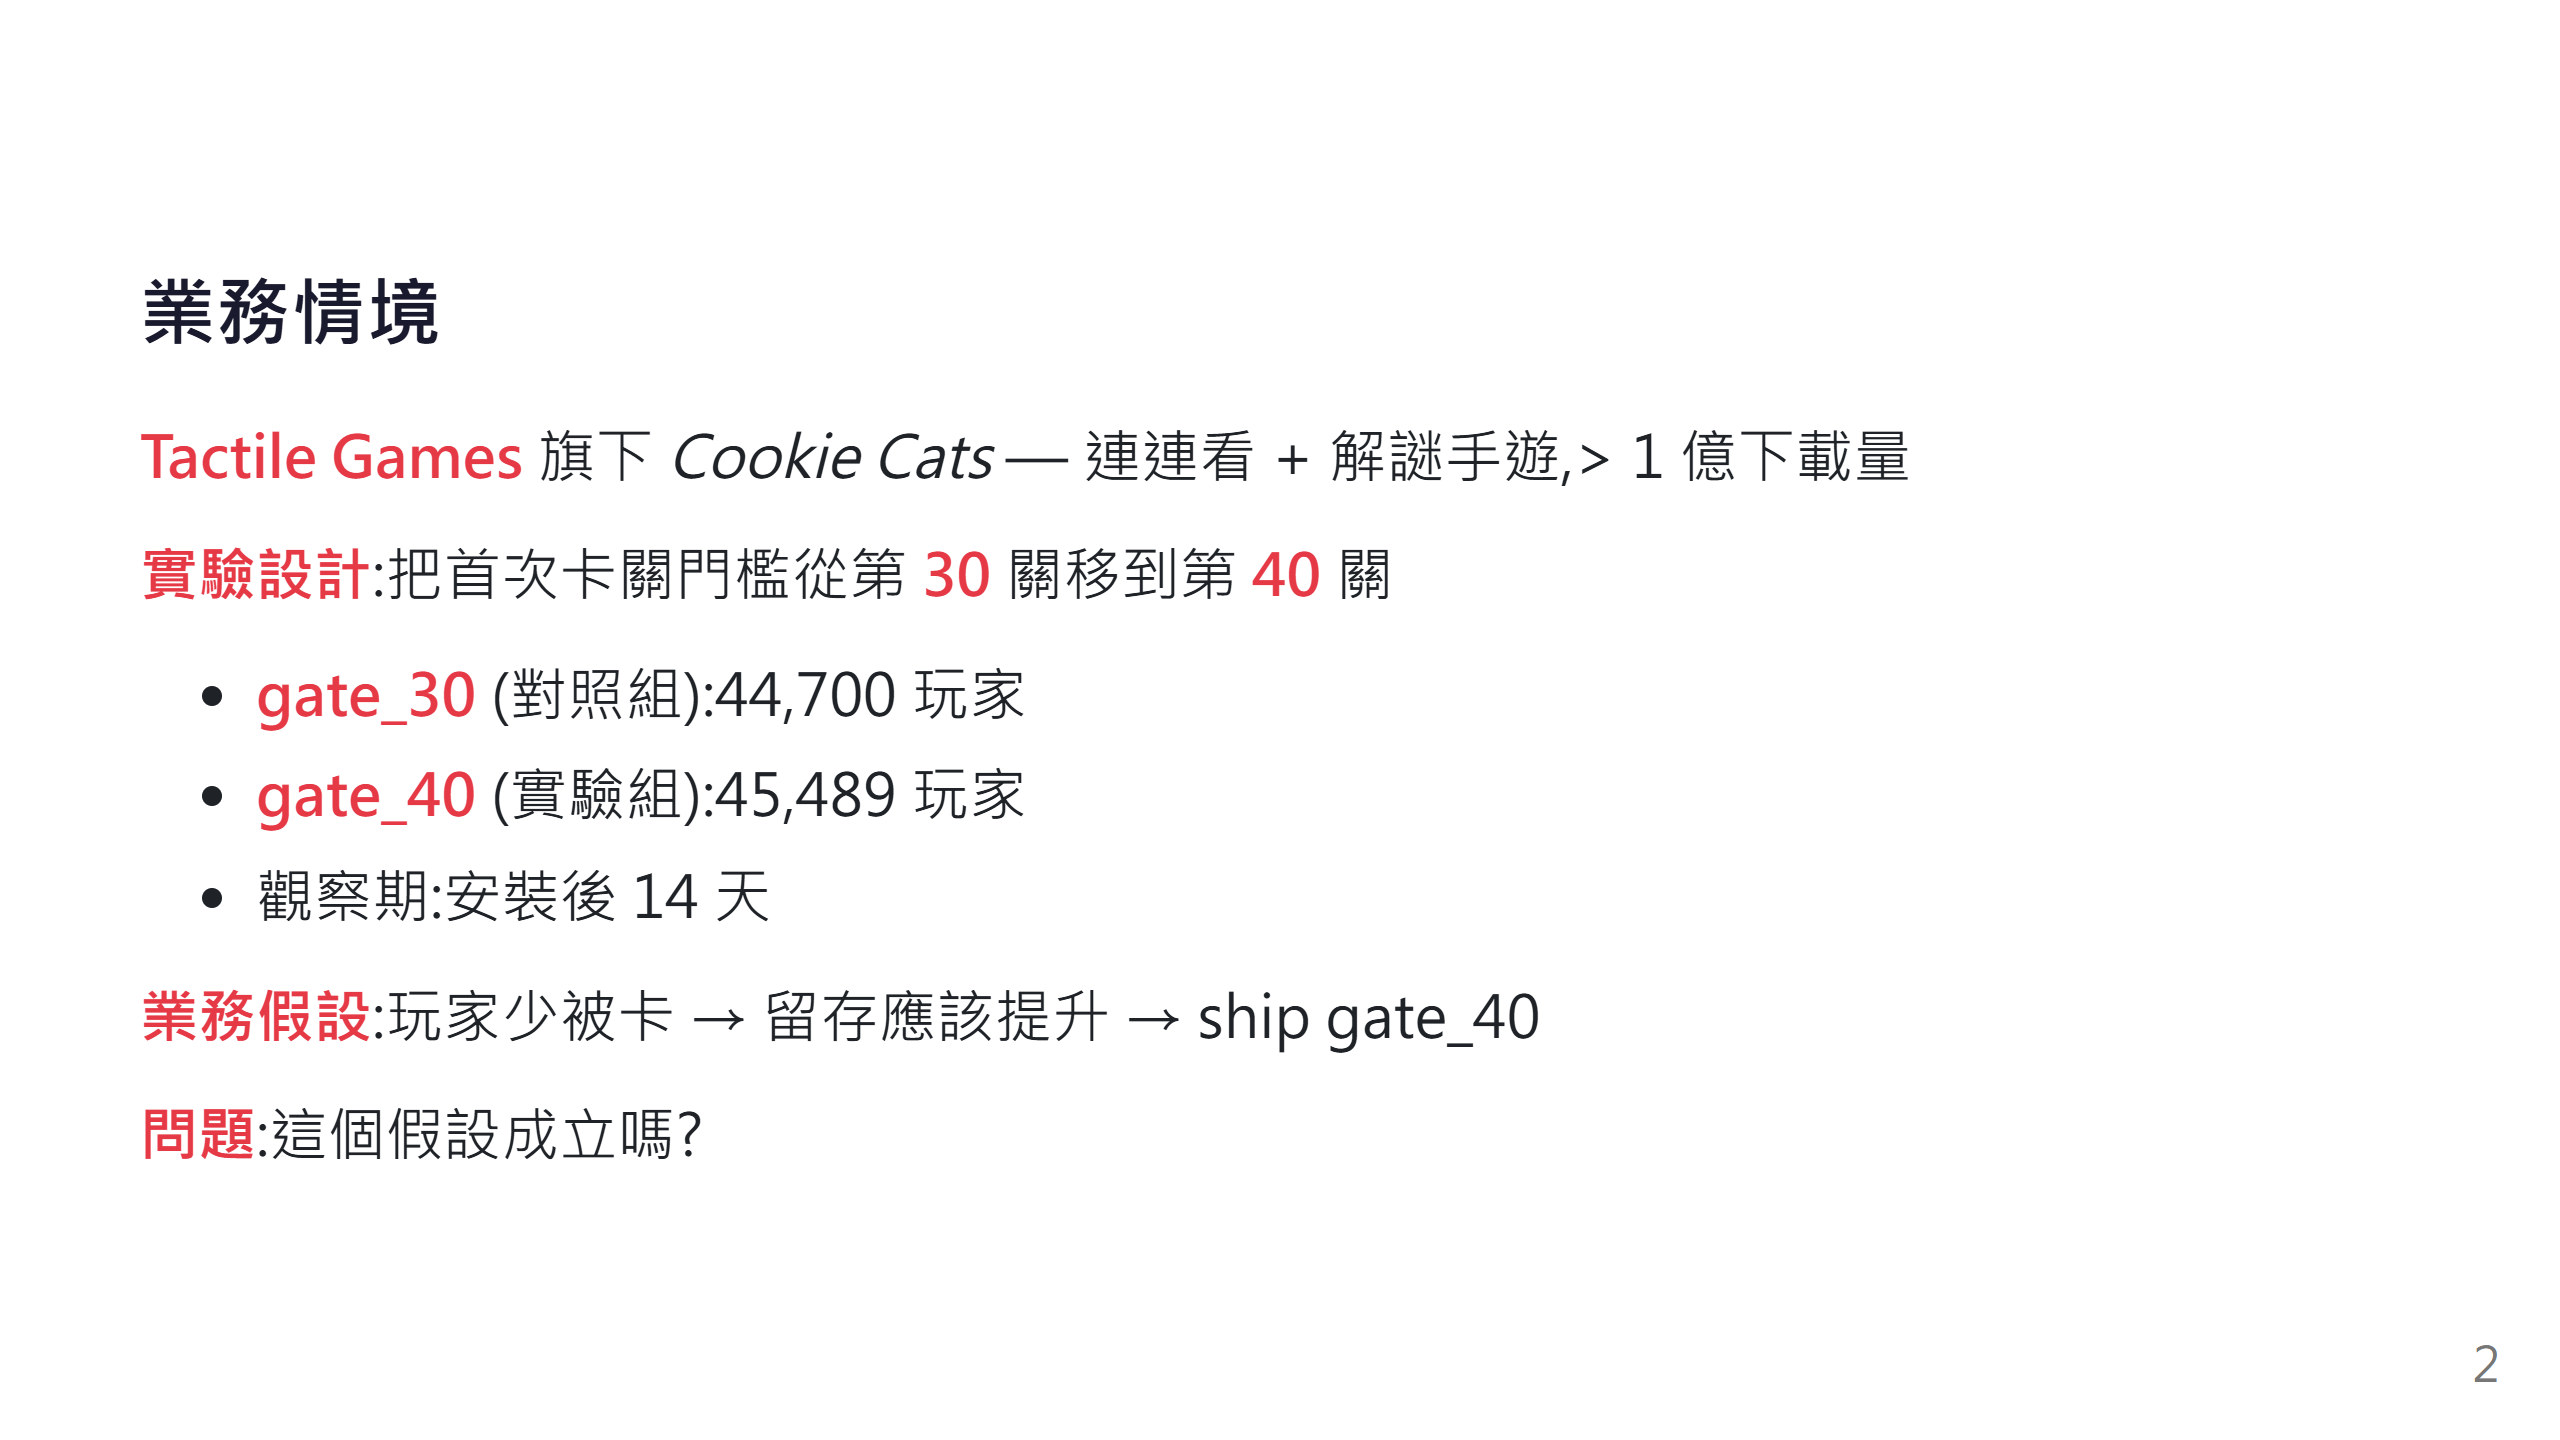 業務情境
Tactile Games 旗下 Cookie Cats — 連連看 + 解謎手遊,> 1 億下載量
實驗設計:把首次卡關門檻從第 30 關移到第 40 關
• gate_30 (對照組):44,700 玩家
• gate_40 (實驗組):45,489 玩家
• 觀察期:安裝後 14 天
業務假設:玩家少被卡 → 留存應該提升 → ship gate_40
問題:這個假設成立嗎?
2